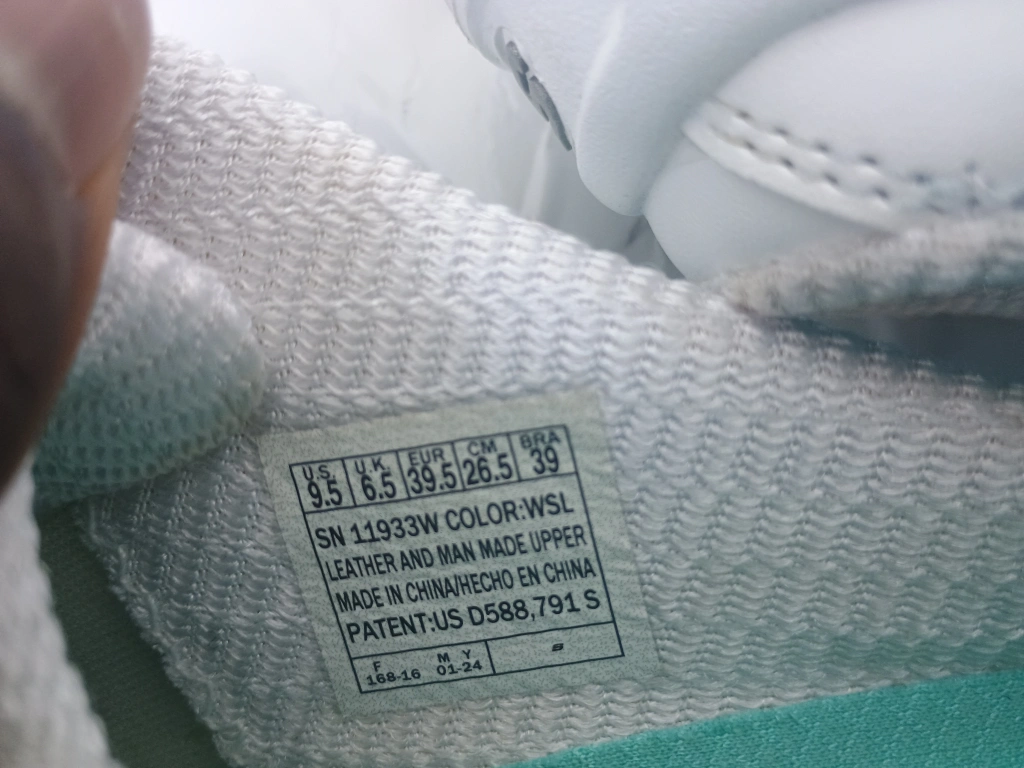 U.S. U.K. EUR CM BRA
9.5 6.5 39.5 26.5 39
SN 11933W COLOR:WSL
LEATHER AND MAN MADE UPPER
MADE IN CHINA/HECHO EN CHINA
PATENT:US D588,791 S
F M Y
168-16 01-24